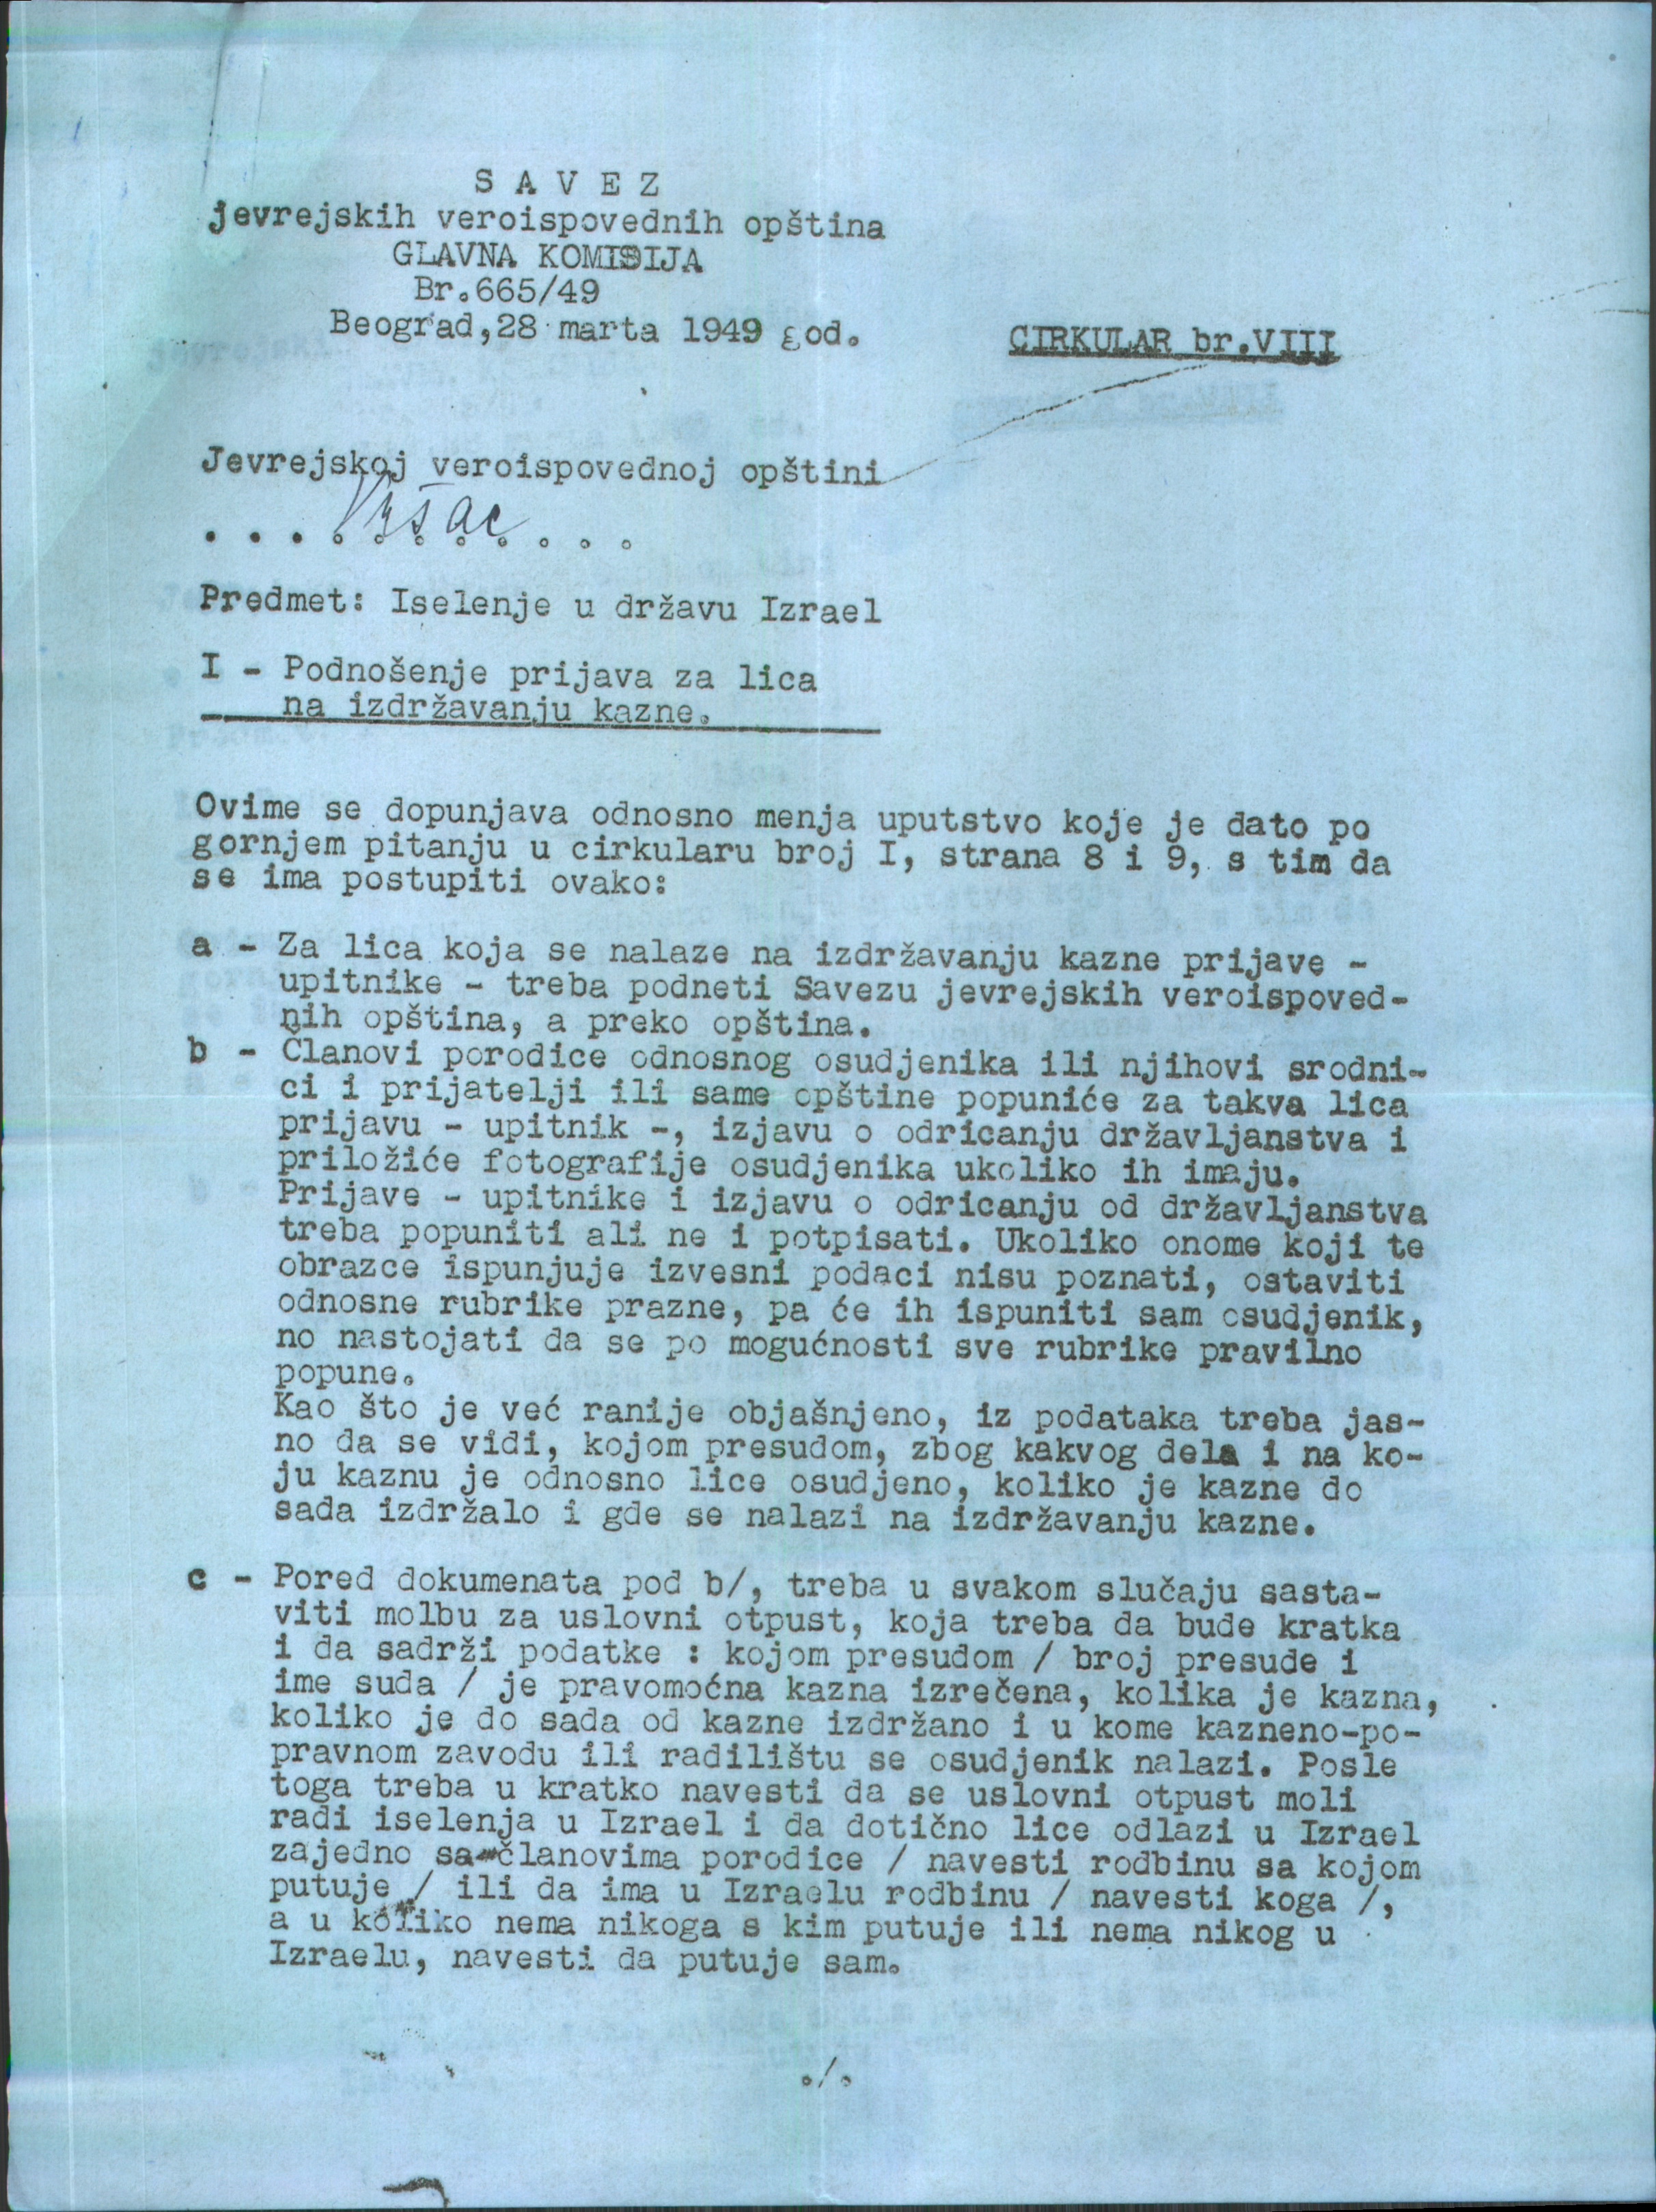 S A V E Z
jevrejskih veroispovednih opština
GLAVNA KOMISIJA
Br.665/49
Beograd,28 marta 1949 god.
CIRKULAR br.VIII
Jevrejskoj veroispovednoj opštini
. . . Vršac . . .
Predmet: Iselenje u državu Izrael
I - Podnošenje prijava za lica
na izdržavanju kazne.
Ovime se dopunjava odnosno menja uputstvo koje je dato po
gornjem pitanju u cirkularu broj I, strana 8 i 9, s tim da
se ima postupiti ovako:
a - Za lica koja se nalaze na izdržavanju kazne prijave -
upitnike - treba podneti Savezu jevrejskih veroispoved-
nih opština, a preko opština.
b - Članovi porodice odnosnog osudjenika ili njihovi srodni-
ci i prijatelji ili same opštine popuniće za takva lica
prijavu - upitnik -, izjavu o odricanju državljanstva i
priložiće fotografije osudjenika ukoliko ih imaju.
Prijave - upitnike i izjavu o odricanju od državljanstva
treba popuniti ali ne i potpisati. Ukoliko onome koji te
obrazce ispunjuje izvesni podaci nisu poznati, ostaviti
odnosne rubrike prazne, pa će ih ispuniti sam osudjenik,
no nastojati da se po mogućnosti sve rubrike pravilno
popune.
Kao što je već ranije objašnjeno, iz podataka treba jas-
no da se vidi, kojom presudom, zbog kakvog dela i na ko-
ju kaznu je odnosno lice osudjeno, koliko je kazne do
sada izdržalo i gde se nalazi na izdržavanju kazne.
c - Pored dokumenata pod b/, treba u svakom slučaju sasta-
viti molbu za uslovni otpust, koja treba da bude kratka
i da sadrži podatke : kojom presudom / broj presude i
ime suda / je pravomoćna kazna izrečena, kolika je kazna,
koliko je do sada od kazne izdržano i u kome kazneno-po-
pravnom zavodu ili radilištu se osudjenik nalazi. Posle
toga treba u kratko navesti da se uslovni otpust moli
radi iselenja u Izrael i da dotično lice odlazi u Izrael
zajedno sa članovima porodice / navesti rodbinu sa kojom
putuje / ili da ima u Izraelu rodbinu / navesti koga /,
a u koliko nema nikoga s kim putuje ili nema nikog u
Izraelu, navesti da putuje sam.
./.